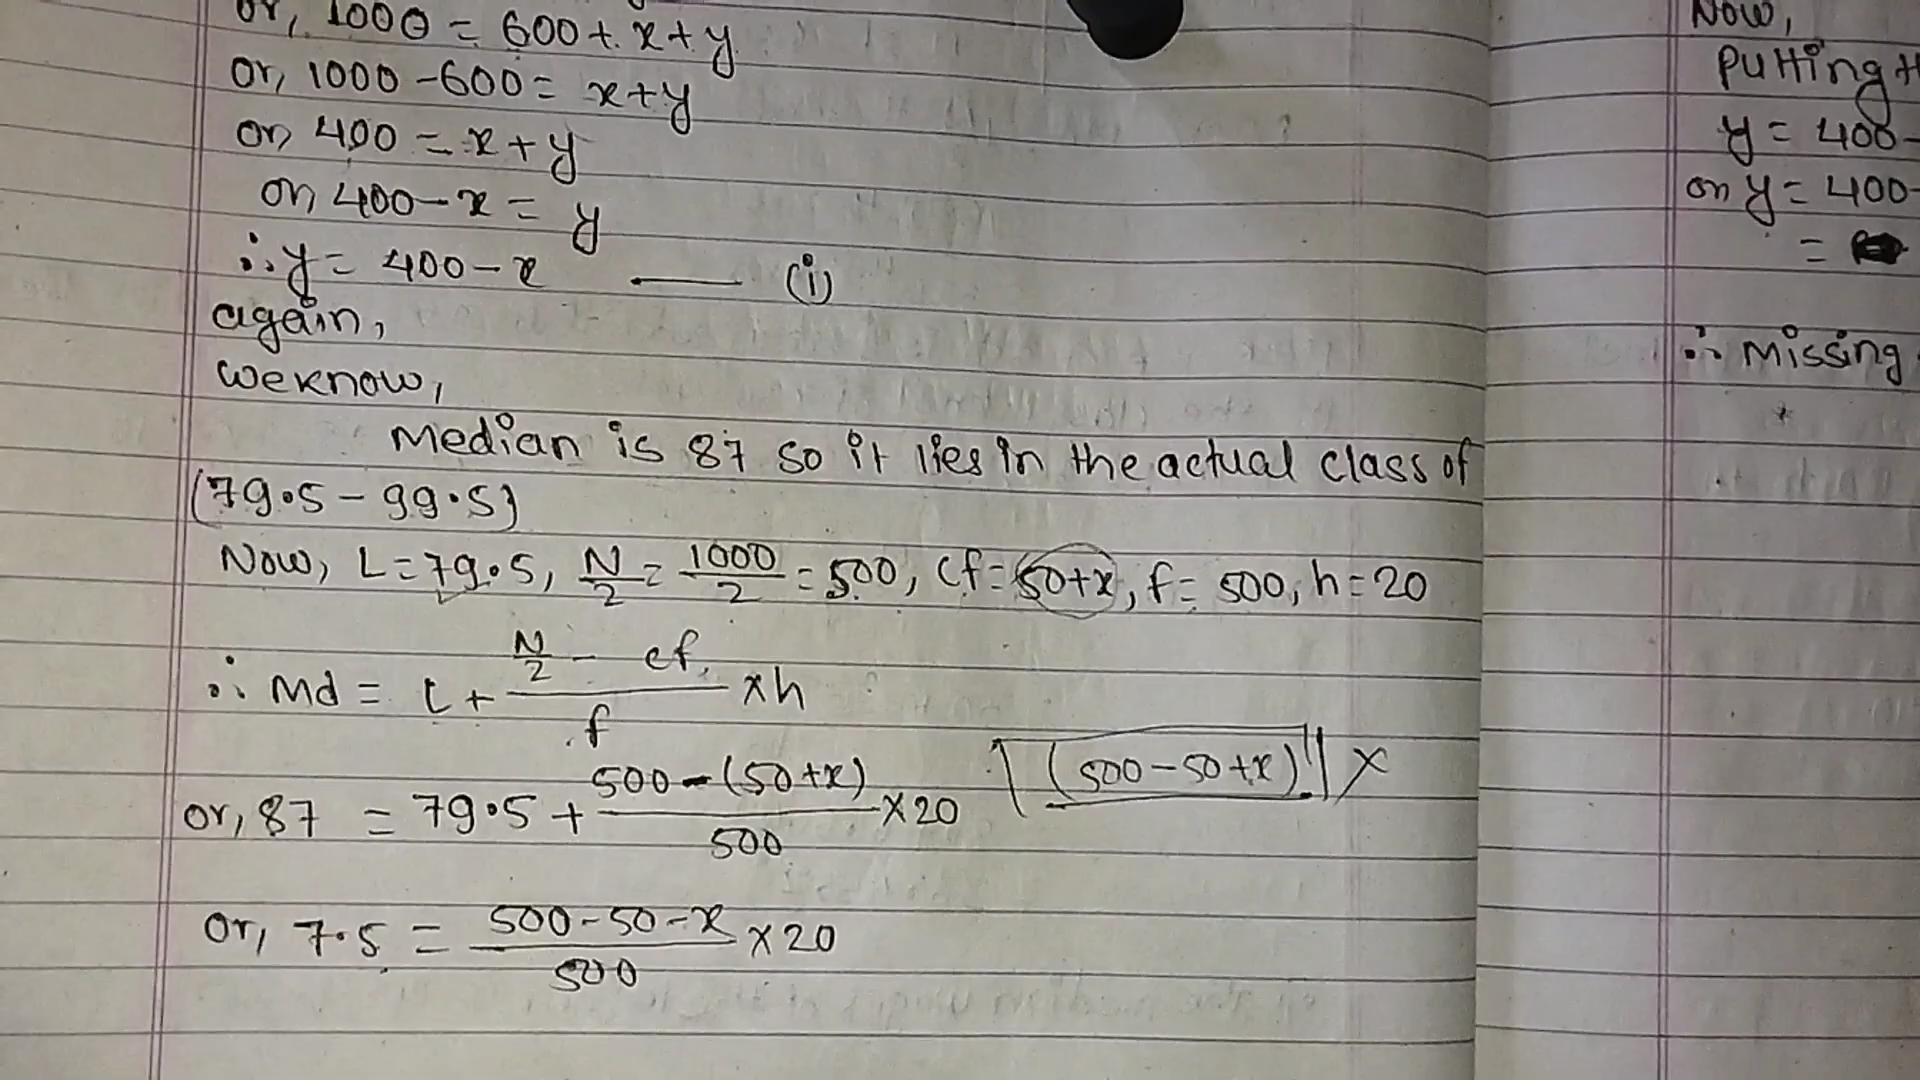 or, 1000 = 600 + x + y
or, 1000 - 600 = x + y
or, 400 = x + y
or, 400 - x = y
∴ y = 400 - x —— (i)
again,
we know,
Median is 87 so it lies in the actual class of
(79.5 - 99.5)
Now, L = 79.5, N/2 = 1000/2 = 500, cf = 50+x, f = 500, h = 20
∴ Md = L + (N/2 - cf)/f × h
or, 87 = 79.5 + (500 - (50+x))/500 × 20 (500 - 50 + x) ×
or, 7.5 = (500 - 50 - x)/500 × 20
Now,
Putting
y = 400 -
or, y = 400 -
=
∴ Missing